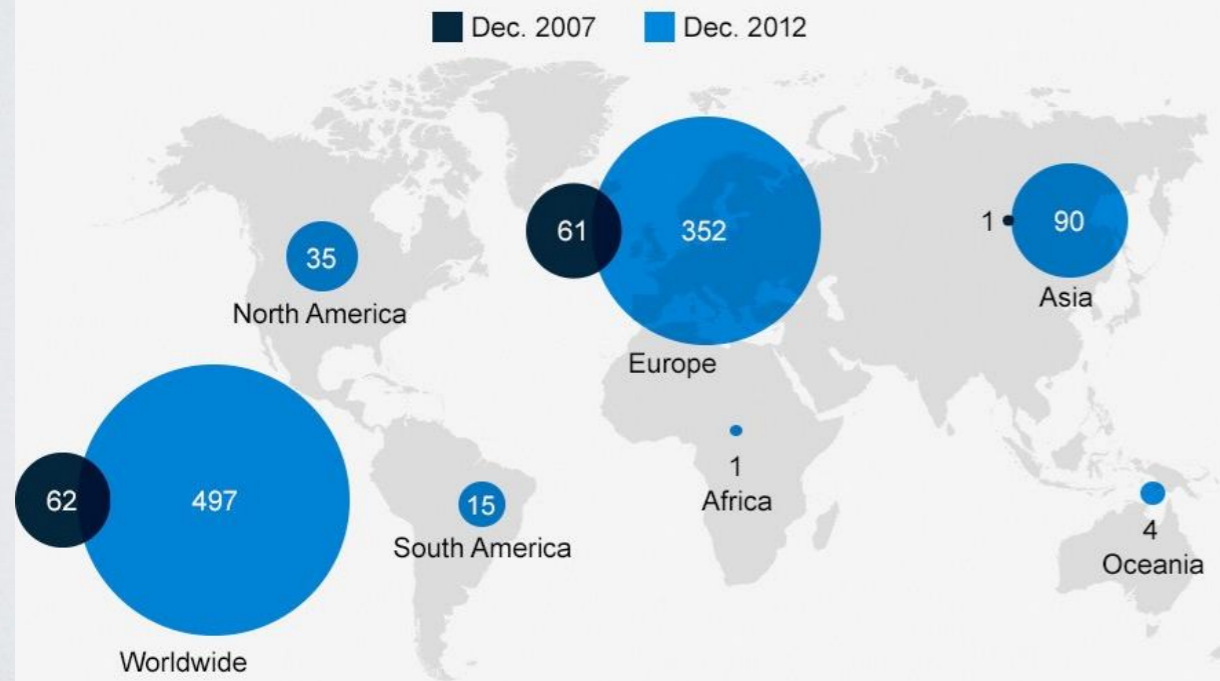 Dec. 2007 Dec. 2012
35
North America
61 352
Europe
1 90
Asia
62 497
Worldwide
15
South America
1
Africa
4
Oceania